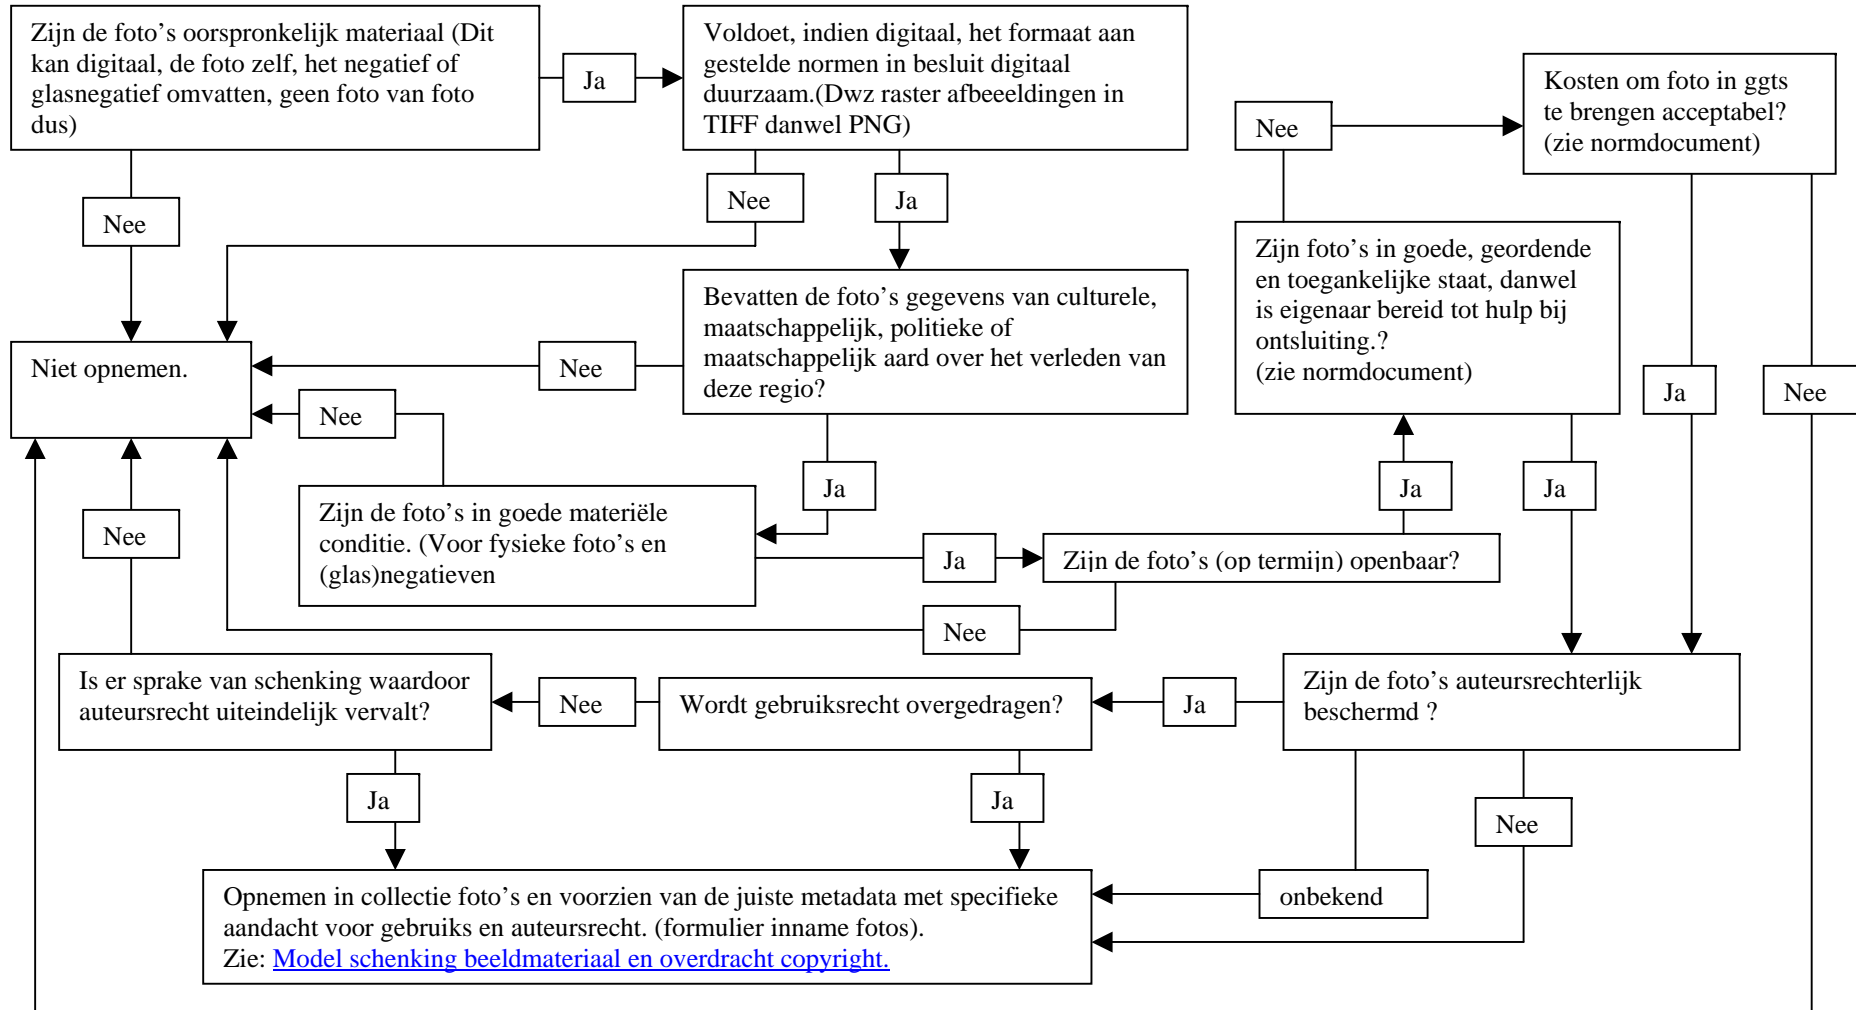 Zijn de foto’s oorspronkelijk materiaal (Dit
kan digitaal, de foto zelf, het negatief of
glasnegatief omvatten, geen foto van foto
dus)
Ja
Voldoet, indien digitaal, het formaat aan
gestelde normen in besluit digitaal
duurzaam.(Dwz raster afbeeeldingen in
TIFF danwel PNG)
Nee
Kosten om foto in ggts
te brengen acceptabel?
(zie normdocument)
Nee
Nee
Ja
Zijn foto’s in goede, geordende
en toegankelijke staat, danwel
is eigenaar bereid tot hulp bij
ontsluiting.?
(zie normdocument)
Bevatten de foto’s gegevens van culturele,
maatschappelijk, politieke of
maatschappelijk aard over het verleden van
deze regio?
Niet opnemen.
Nee
Ja
Nee
Nee
Ja
Ja
Ja
Nee
Zijn de foto’s in goede materiële
conditie. (Voor fysieke foto’s en
(glas)negatieven
Ja
Zijn de foto’s (op termijn) openbaar?
Nee
Is er sprake van schenking waardoor
auteursrecht uiteindelijk vervalt?
Nee
Wordt gebruiksrecht overgedragen?
Ja
Zijn de foto’s auteursrechterlijk
beschermd ?
Ja
Ja
Nee
onbekend
Opnemen in collectie foto’s en voorzien van de juiste metadata met specifieke
aandacht voor gebruiks en auteursrecht. (formulier inname fotos).
Zie: Model schenking beeldmateriaal en overdracht copyright.